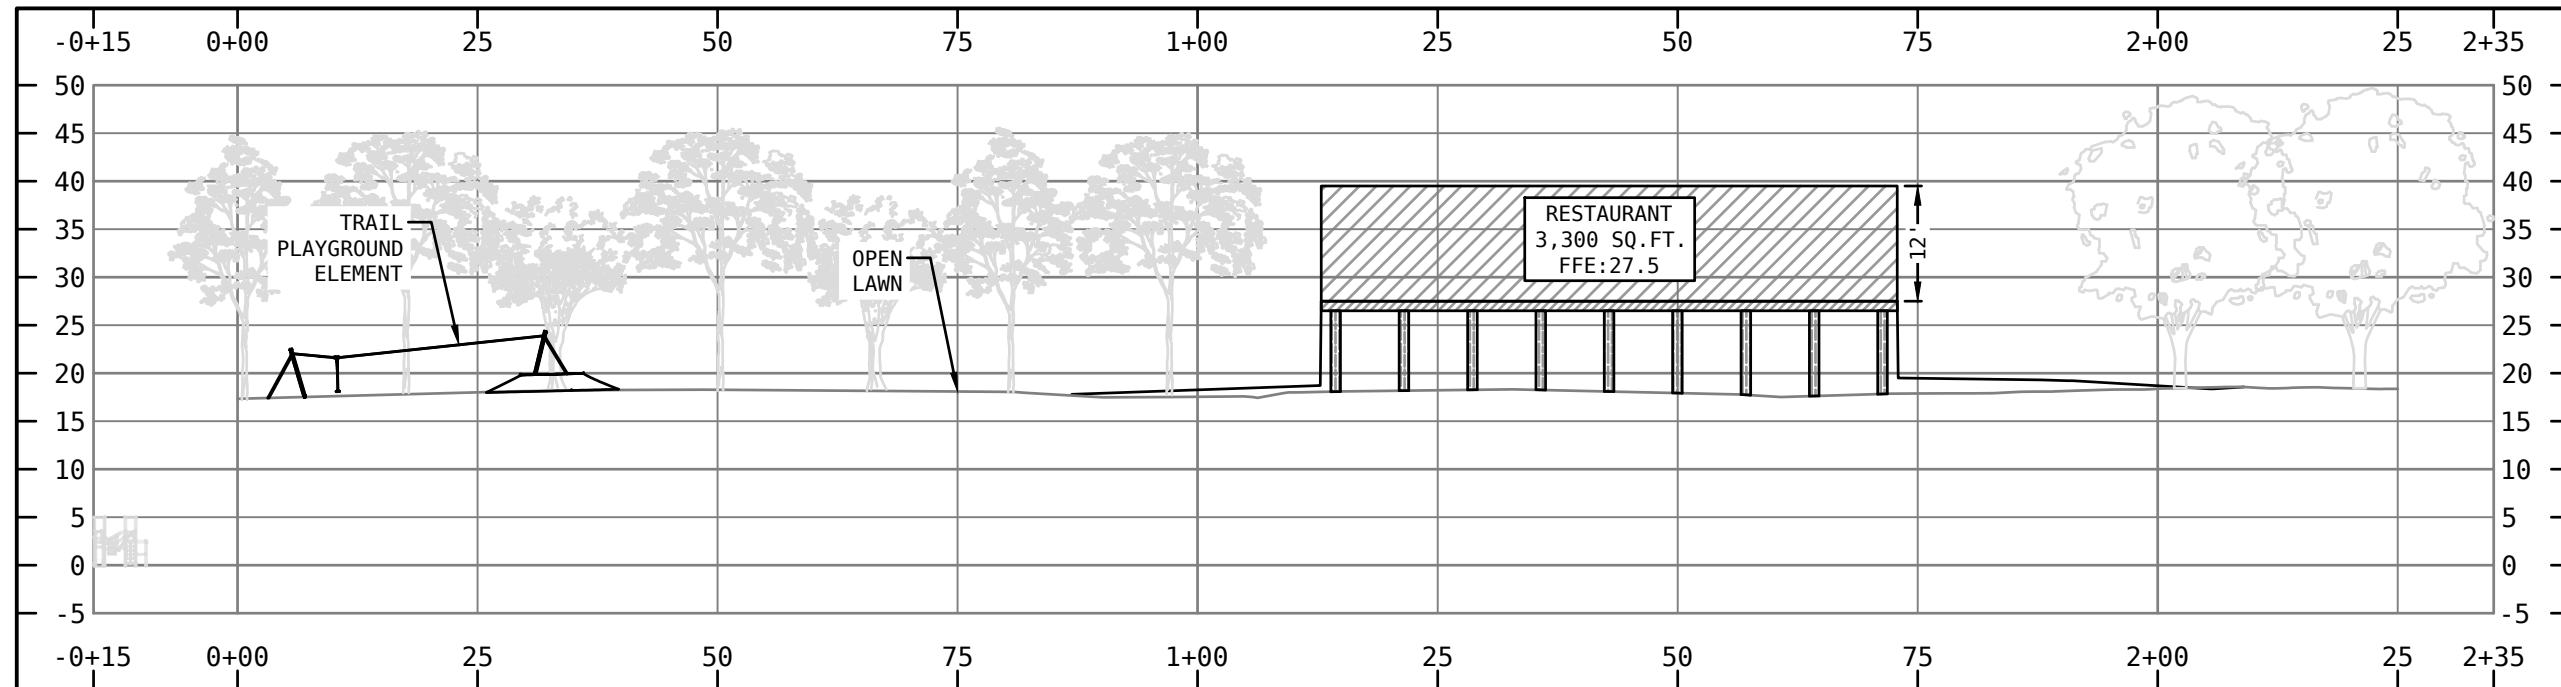 -0+15 0+00 25 50 75 1+00 25 50 75 2+00 25 2+35
50 50
45 45
40 40
35 35
30 30
25 25
20 20
15 15
10 10
5 5
0 0
-5 -5
TRAIL
PLAYGROUND
ELEMENT
OPEN
LAWN
RESTAURANT
3,300 SQ.FT.
FFE:27.5
12'
-0+15 0+00 25 50 75 1+00 25 50 75 2+00 25 2+35